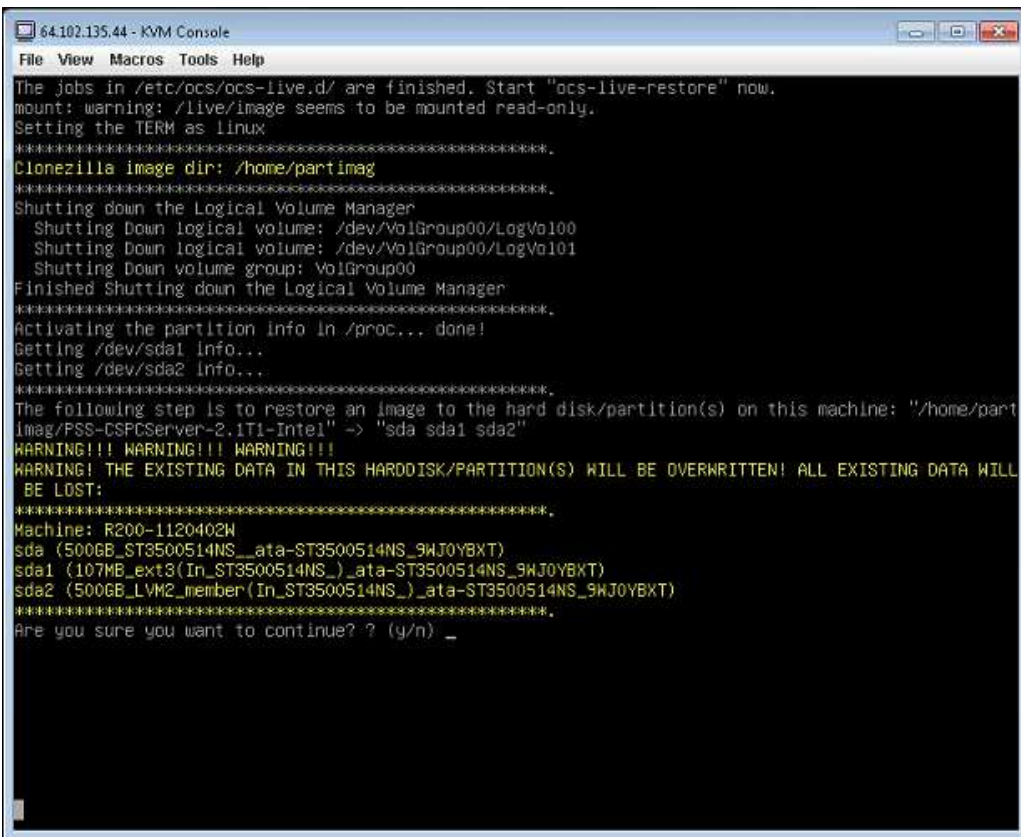 64.102.135.44 - KVM Console
File View Macros Tools Help
The jobs in /etc/ocs/ocs-live.d/ are finished. Start "ocs-live-restore" now.
mount: warning: /live/image seems to be mounted read-only.
Setting the TERM as linux
*****************************************************.
Clonezilla image dir: /home/partimag
*****************************************************.
Shutting down the Logical Volume Manager
  Shutting Down logical volume: /dev/VolGroup00/LogVol00
  Shutting Down logical volume: /dev/VolGroup00/LogVol01
  Shutting Down volume group: VolGroup00
Finished Shutting down the Logical Volume Manager
*****************************************************.
Activating the partition info in /proc... done!
Getting /dev/sda1 info...
Getting /dev/sda2 info...
*****************************************************.
The following step is to restore an image to the hard disk/partition(s) on this machine: "/home/part
imag/PSS-CSPCServer-2.1T1-Intel" -> "sda sda1 sda2"
WARNING!!! WARNING!!! WARNING!!!
WARNING! THE EXISTING DATA IN THIS HARDDISK/PARTITION(S) WILL BE OVERWRITTEN! ALL EXISTING DATA WILL
 BE LOST:
*****************************************************.
Machine: R200-1120402W
sda (500GB_ST3500514NS__ata-ST3500514NS_9WJ0YBXT)
sda1 (107MB_ext3(In_ST3500514NS_)_ata-ST3500514NS_9WJ0YBXT)
sda2 (500GB_LVM2_member(In_ST3500514NS_)_ata-ST3500514NS_9WJ0YBXT)
*****************************************************.
Are you sure you want to continue? ? (y/n) _